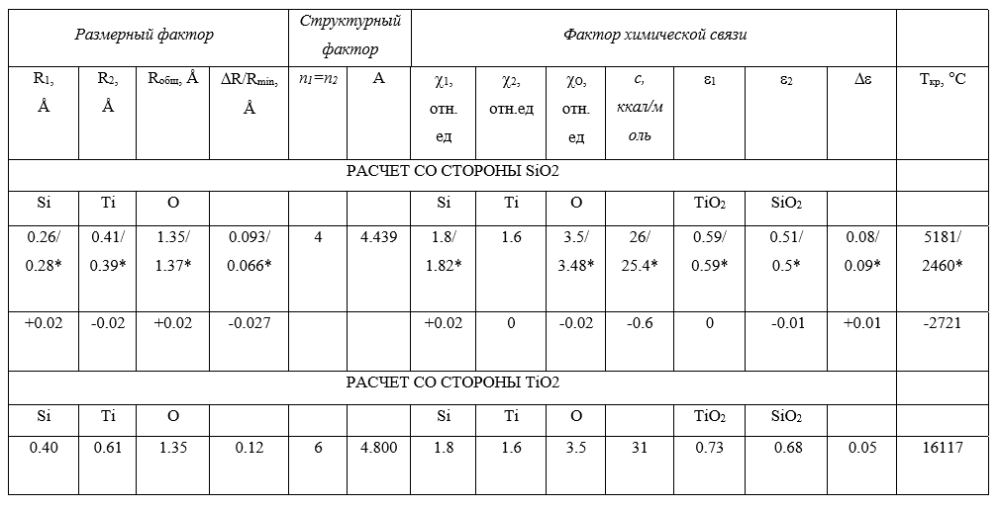 Размерный фактор Структурный фактор Фактор химической связи
R1, Å R2, Å Rобщ, Å ΔR/Rmin, Å n1=n2 A χ1, отн. ед χ2, отн.ед χO, отн. ед c, ккал/моль ε1 ε2 Δε Tкр, °C
РАСЧЕТ СО СТОРОНЫ SiO2
Si Ti O Si Ti O TiO2 SiO2
0.26/ 0.41/ 1.35/ 0.093/ 4 4.439 1.8/ 1.6 3.5/ 26/ 0.59/ 0.51/ 0.08/ 5181/
0.28* 0.39* 1.37* 0.066* 1.82* 3.48* 25.4* 0.59* 0.5* 0.09* 2460*
+0.02 -0.02 +0.02 -0.027 +0.02 0 -0.02 -0.6 0 -0.01 +0.01 -2721
РАСЧЕТ СО СТОРОНЫ TiO2
Si Ti O Si Ti O TiO2 SiO2
0.40 0.61 1.35 0.12 6 4.800 1.8 1.6 3.5 31 0.73 0.68 0.05 16117